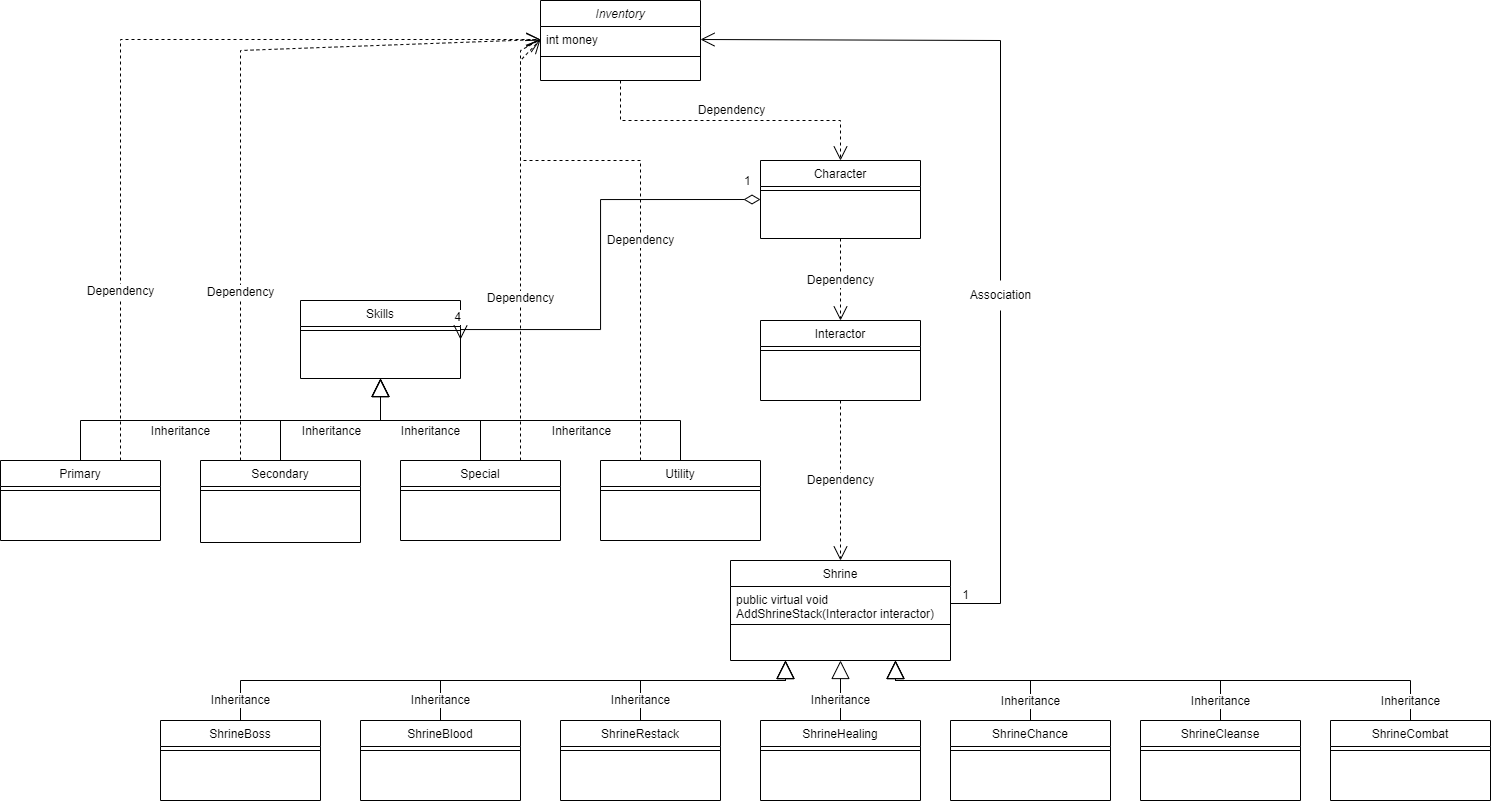 Inventory
int money
Dependency
Character
1
Dependency
Dependency
Association
Dependency
Dependency
Dependency
Skills
4
Interactor
Inheritance
Inheritance
Inheritance
Inheritance
Primary
Secondary
Special
Utility
Dependency
Shrine
public virtual void
AddShrineStack(Interactor interactor)
1
Inheritance
Inheritance
Inheritance
Inheritance
Inheritance
Inheritance
Inheritance
ShrineBoss
ShrineBlood
ShrineRestack
ShrineHealing
ShrineChance
ShrineCleanse
ShrineCombat